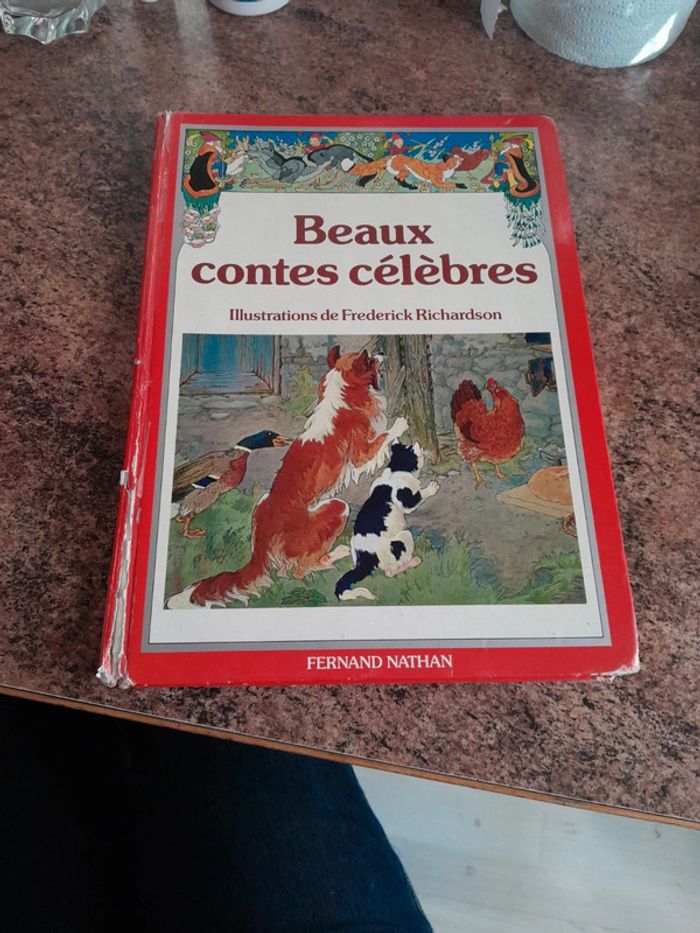 Beaux
contes célèbres
Illustrations de Frederick Richardson
FERNAND NATHAN